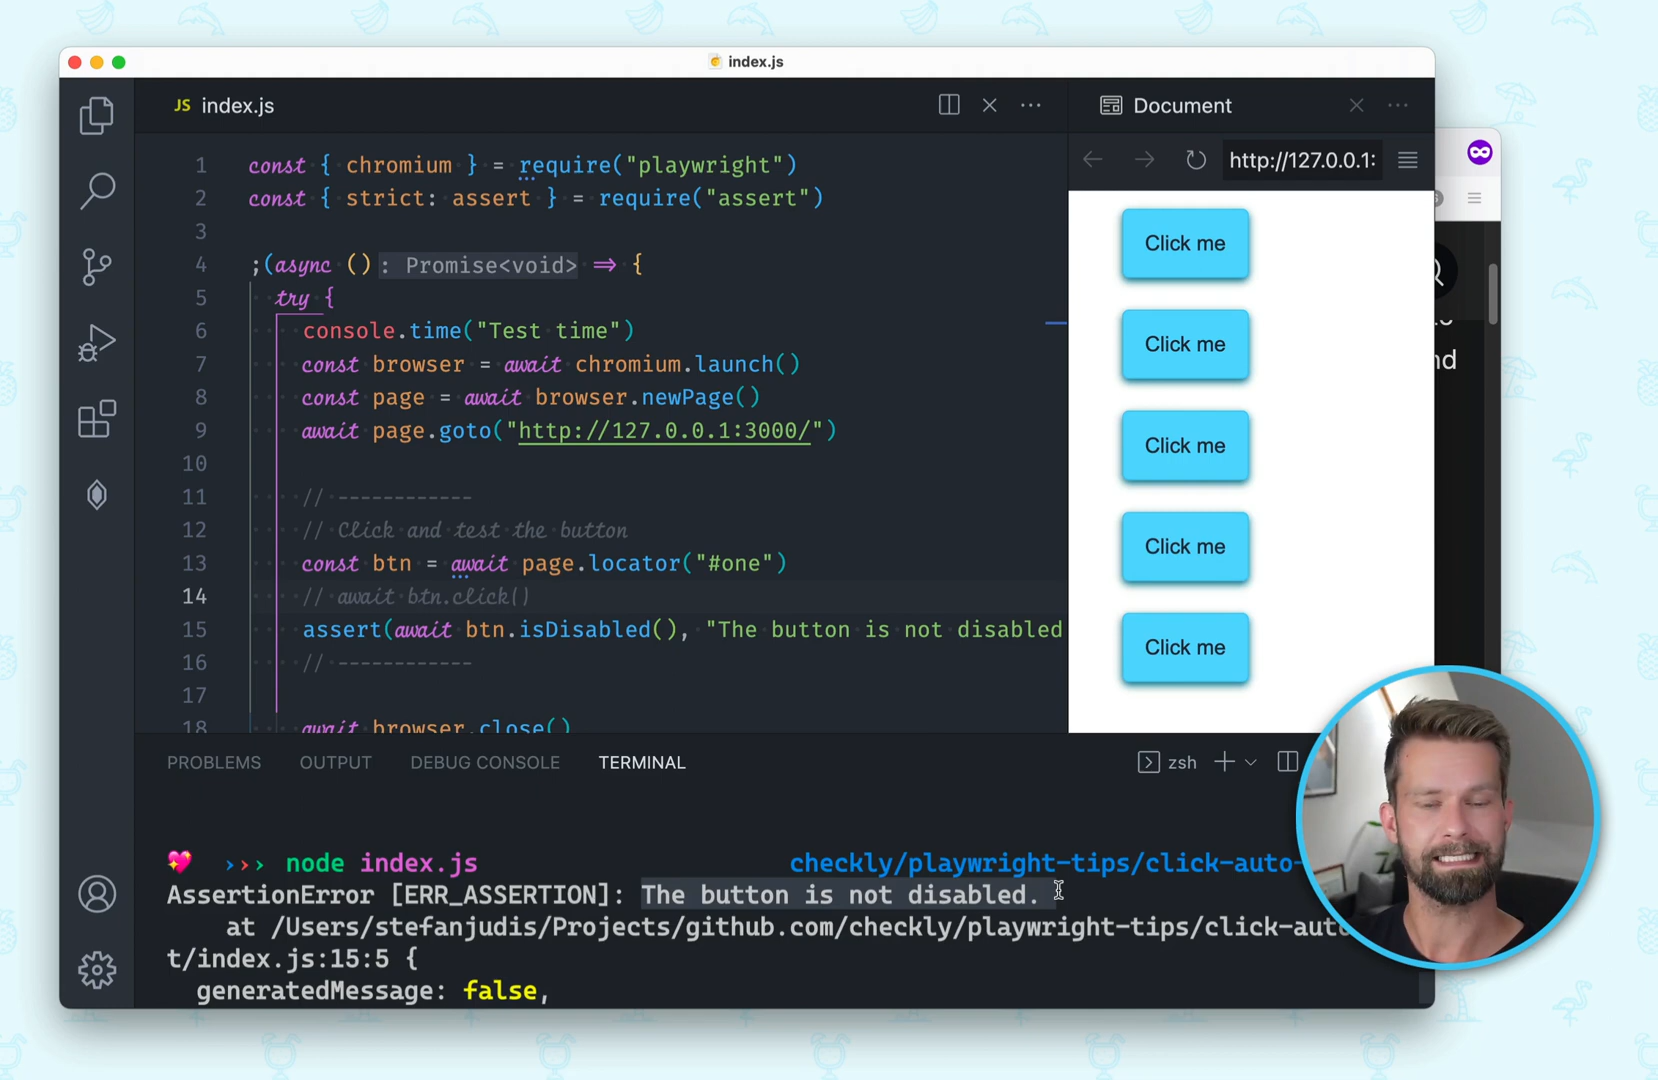 index.js
JS index.js
Document
http://127.0.0.1:
1 const { chromium } = require("playwright")
2 const { strict: assert } = require("assert")
3
4 ;(async (): Promise<void> => {
5 try {
6 console.time("Test time")
7 const browser = await chromium.launch()
8 const page = await browser.newPage()
9 await page.goto("http://127.0.0.1:3000/")
10
11 // ------------
12 // Click and test the button
13 const btn = await page.locator("#one")
14 // await btn.click()
15 assert(await btn.isDisabled(), "The button is not disabled
16 // ------------
17
18 await browser.close()
Click me
Click me
Click me
Click me
Click me
nd
PROBLEMS OUTPUT DEBUG CONSOLE TERMINAL
zsh
💖 ››› node index.js checkly/playwright-tips/click-auto-
AssertionError [ERR_ASSERTION]: The button is not disabled.
at /Users/stefanjudis/Projects/github.com/checkly/playwright-tips/click-auto
t/index.js:15:5 {
generatedMessage: false,